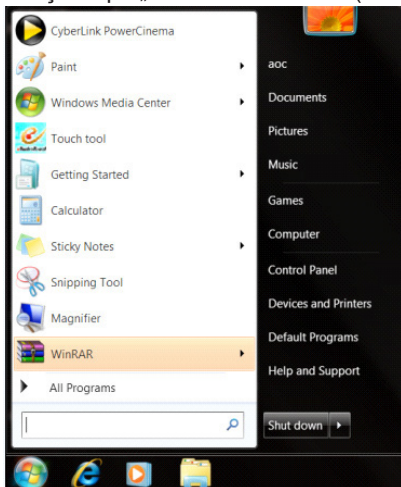 CyberLink PowerCinema
Paint
Windows Media Center
Touch tool
Getting Started
Calculator
Sticky Notes
Snipping Tool
Magnifier
WinRAR
All Programs
aoc
Documents
Pictures
Music
Games
Computer
Control Panel
Devices and Printers
Default Programs
Help and Support
Shut down